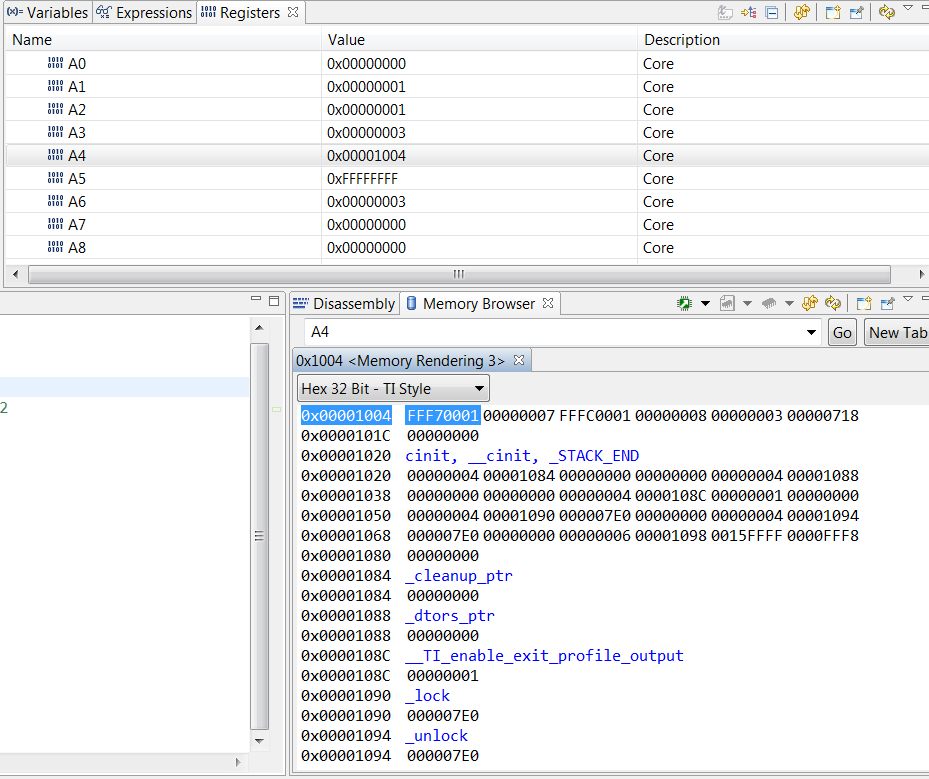 Variables Expressions Registers
Name Value Description
A0 0x00000000 Core
A1 0x00000001 Core
A2 0x00000001 Core
A3 0x00000003 Core
A4 0x00001004 Core
A5 0xFFFFFFFF Core
A6 0x00000003 Core
A7 0x00000000 Core
A8 0x00000000 Core
2
Disassembly Memory Browser
A4 Go New Tab
0x1004 <Memory Rendering 3>
Hex 32 Bit - TI Style
0x00001004 FFF70001 00000007 FFFC0001 00000008 00000003 00000718
0x0000101C 00000000
0x00001020 cinit, __cinit, _STACK_END
0x00001020 00000004 00001084 00000000 00000000 00000004 00001088
0x00001038 00000000 00000000 00000004 0000108C 00000001 00000000
0x00001050 00000004 00001090 000007E0 00000000 00000004 00001094
0x00001068 000007E0 00000000 00000006 00001098 0015FFFF 0000FFF8
0x00001080 00000000
0x00001084 _cleanup_ptr
0x00001084 00000000
0x00001088 _dtors_ptr
0x00001088 00000000
0x0000108C __TI_enable_exit_profile_output
0x0000108C 00000001
0x00001090 _lock
0x00001090 000007E0
0x00001094 _unlock
0x00001094 000007E0